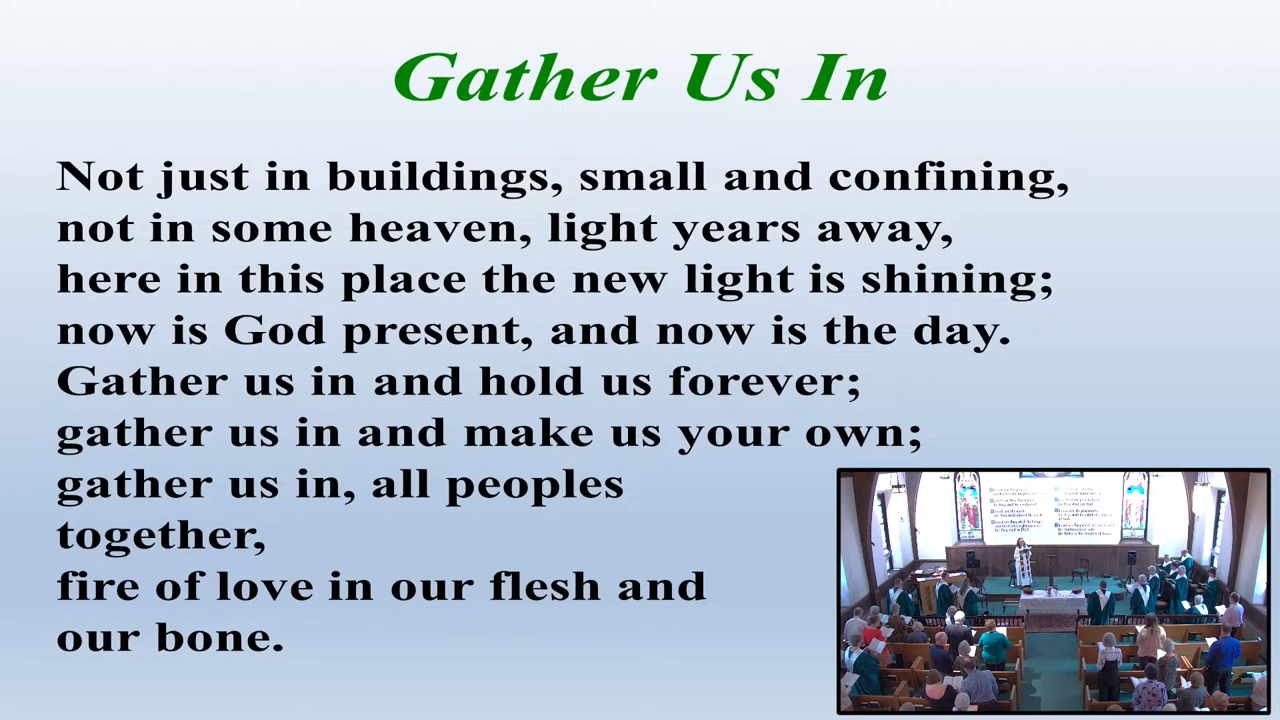 Gather Us In
Not just in buildings, small and confining,
not in some heaven, light years away,
here in this place the new light is shining;
now is God present, and now is the day.
Gather us in and hold us forever;
gather us in and make us your own;
gather us in, all peoples
together,
fire of love in our flesh and
our bone.